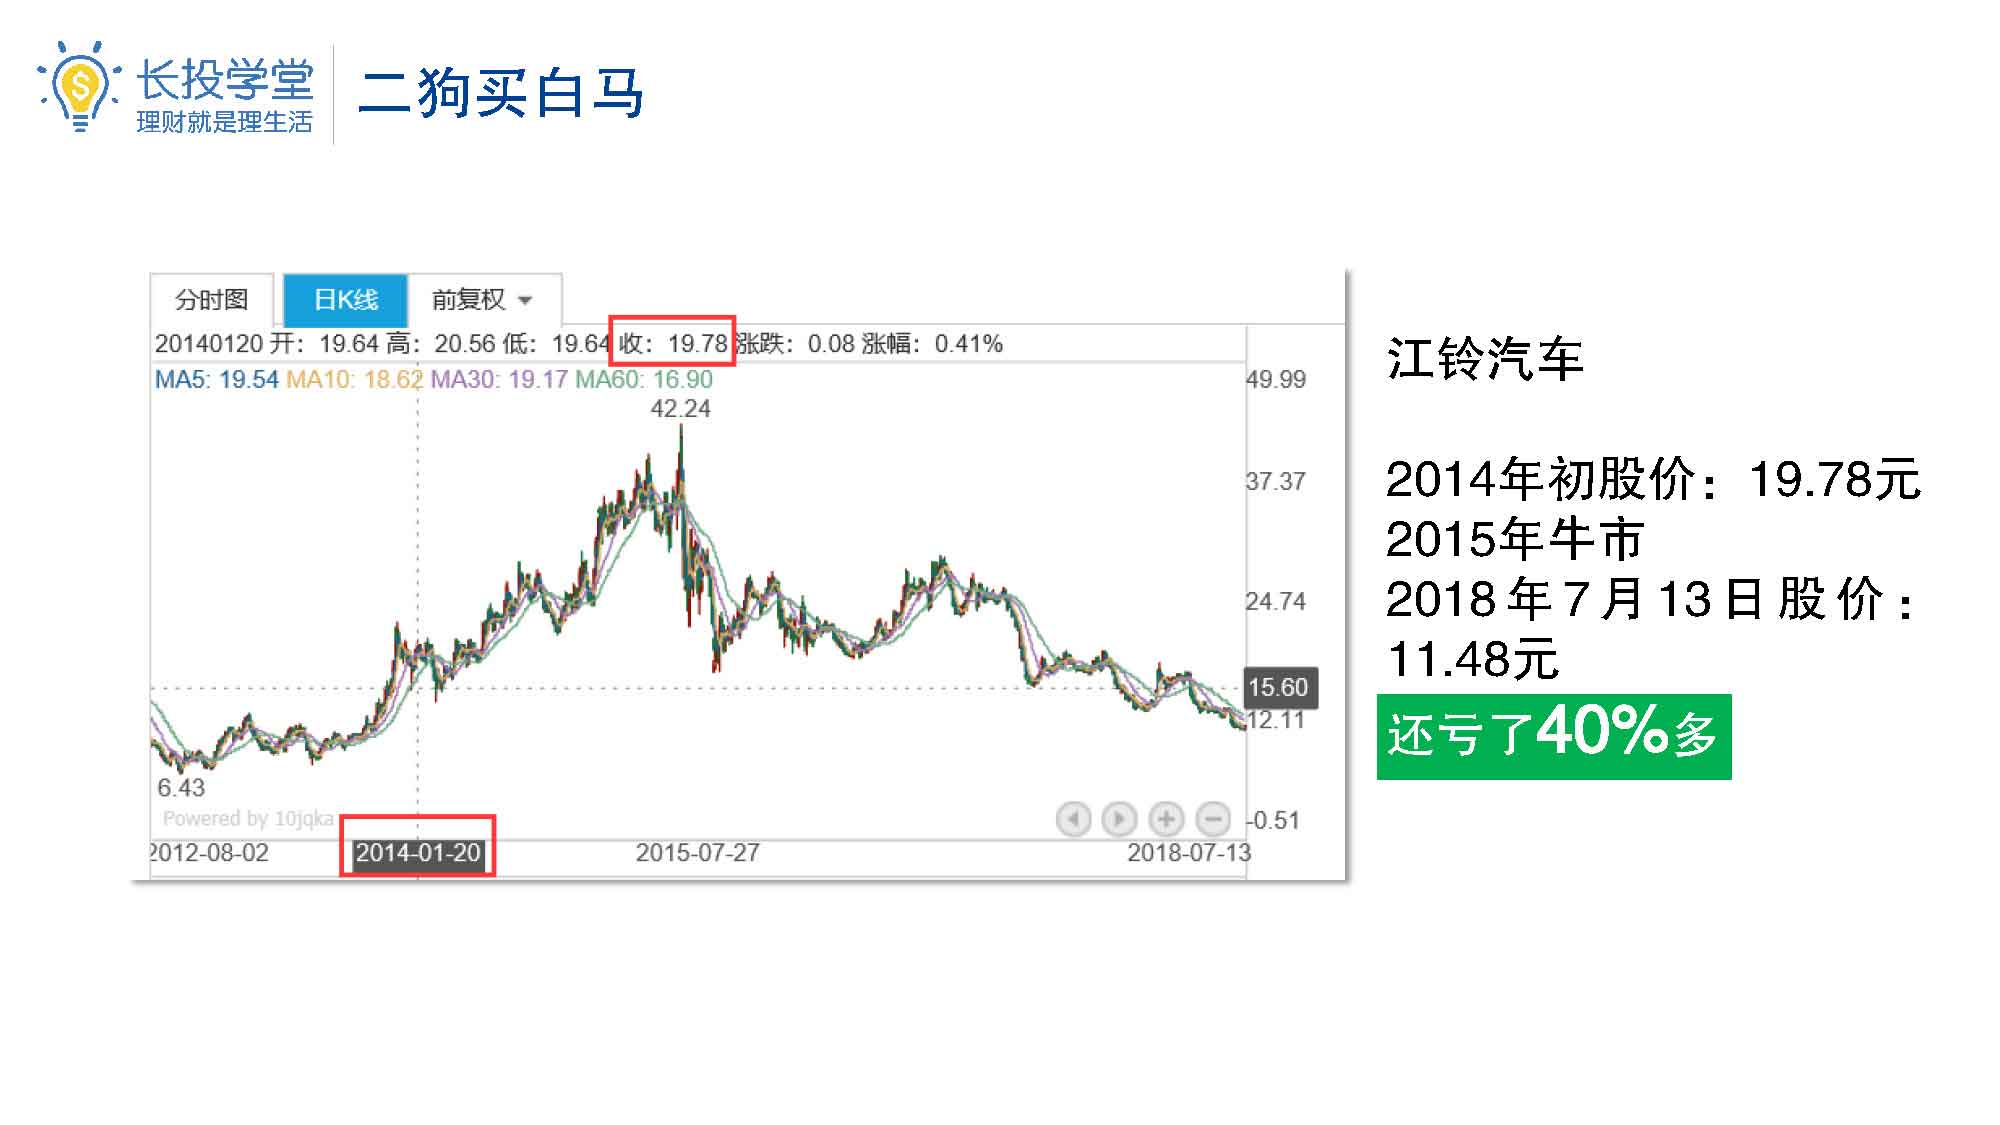 长投学堂
理财就是理生活
二狗买白马
分时图 日K线 前复权
20140120 开：19.64 高：20.56 低：19.64 收：19.78 涨跌：0.08 涨幅：0.41%
MA5: 19.54 MA10: 18.62 MA30: 19.17 MA60: 16.90
49.99
42.24
37.37
24.74
15.60
12.11
6.43
Powered by 10jqka
-0.51
2012-08-02 2014-01-20 2015-07-27 2018-07-13
江铃汽车
2014年初股价：19.78元
2015年牛市
2018年7月13日股价：
11.48元
还亏了40%多